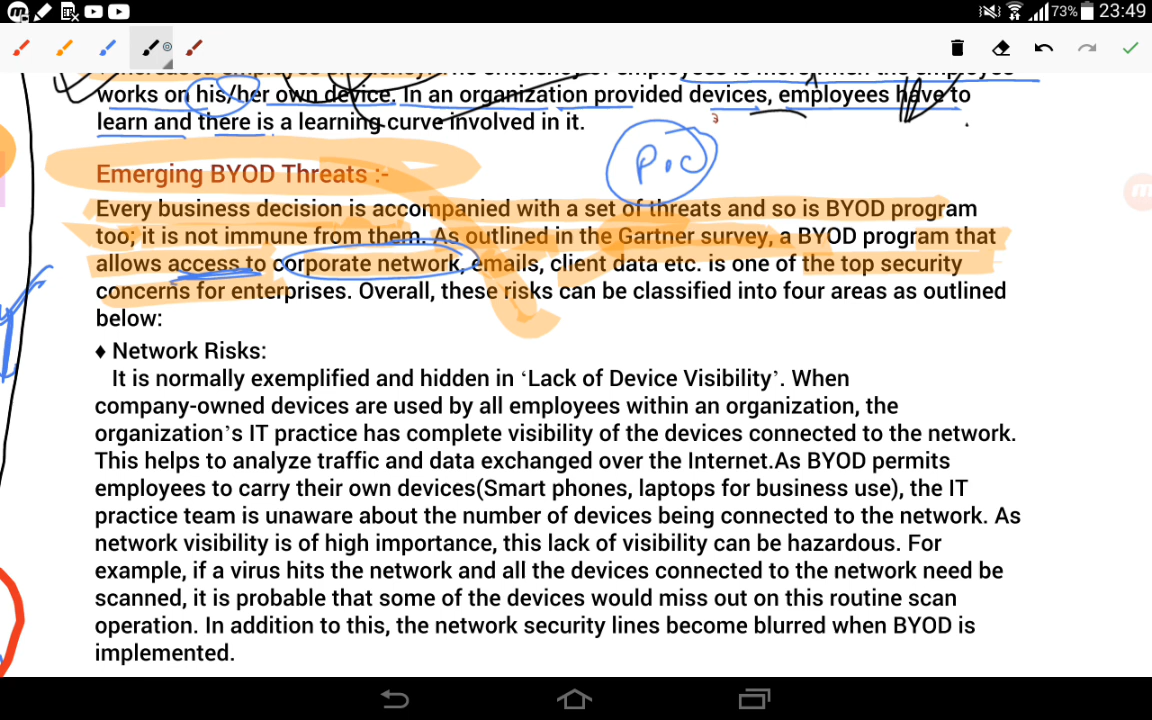 73% 23:49
works on his/her own device. In an organization provided devices, employees have to
learn and there is a learning curve involved in it.
P.C
Emerging BYOD Threats :-
Every business decision is accompanied with a set of threats and so is BYOD program
too; it is not immune from them. As outlined in the Gartner survey, a BYOD program that
allows access to corporate network, emails, client data etc. is one of the top security
concerns for enterprises. Overall, these risks can be classified into four areas as outlined
below:
♦ Network Risks:
It is normally exemplified and hidden in ‘Lack of Device Visibility’. When
company-owned devices are used by all employees within an organization, the
organization’s IT practice has complete visibility of the devices connected to the network.
This helps to analyze traffic and data exchanged over the Internet.As BYOD permits
employees to carry their own devices(Smart phones, laptops for business use), the IT
practice team is unaware about the number of devices being connected to the network. As
network visibility is of high importance, this lack of visibility can be hazardous. For
example, if a virus hits the network and all the devices connected to the network need be
scanned, it is probable that some of the devices would miss out on this routine scan
operation. In addition to this, the network security lines become blurred when BYOD is
implemented.